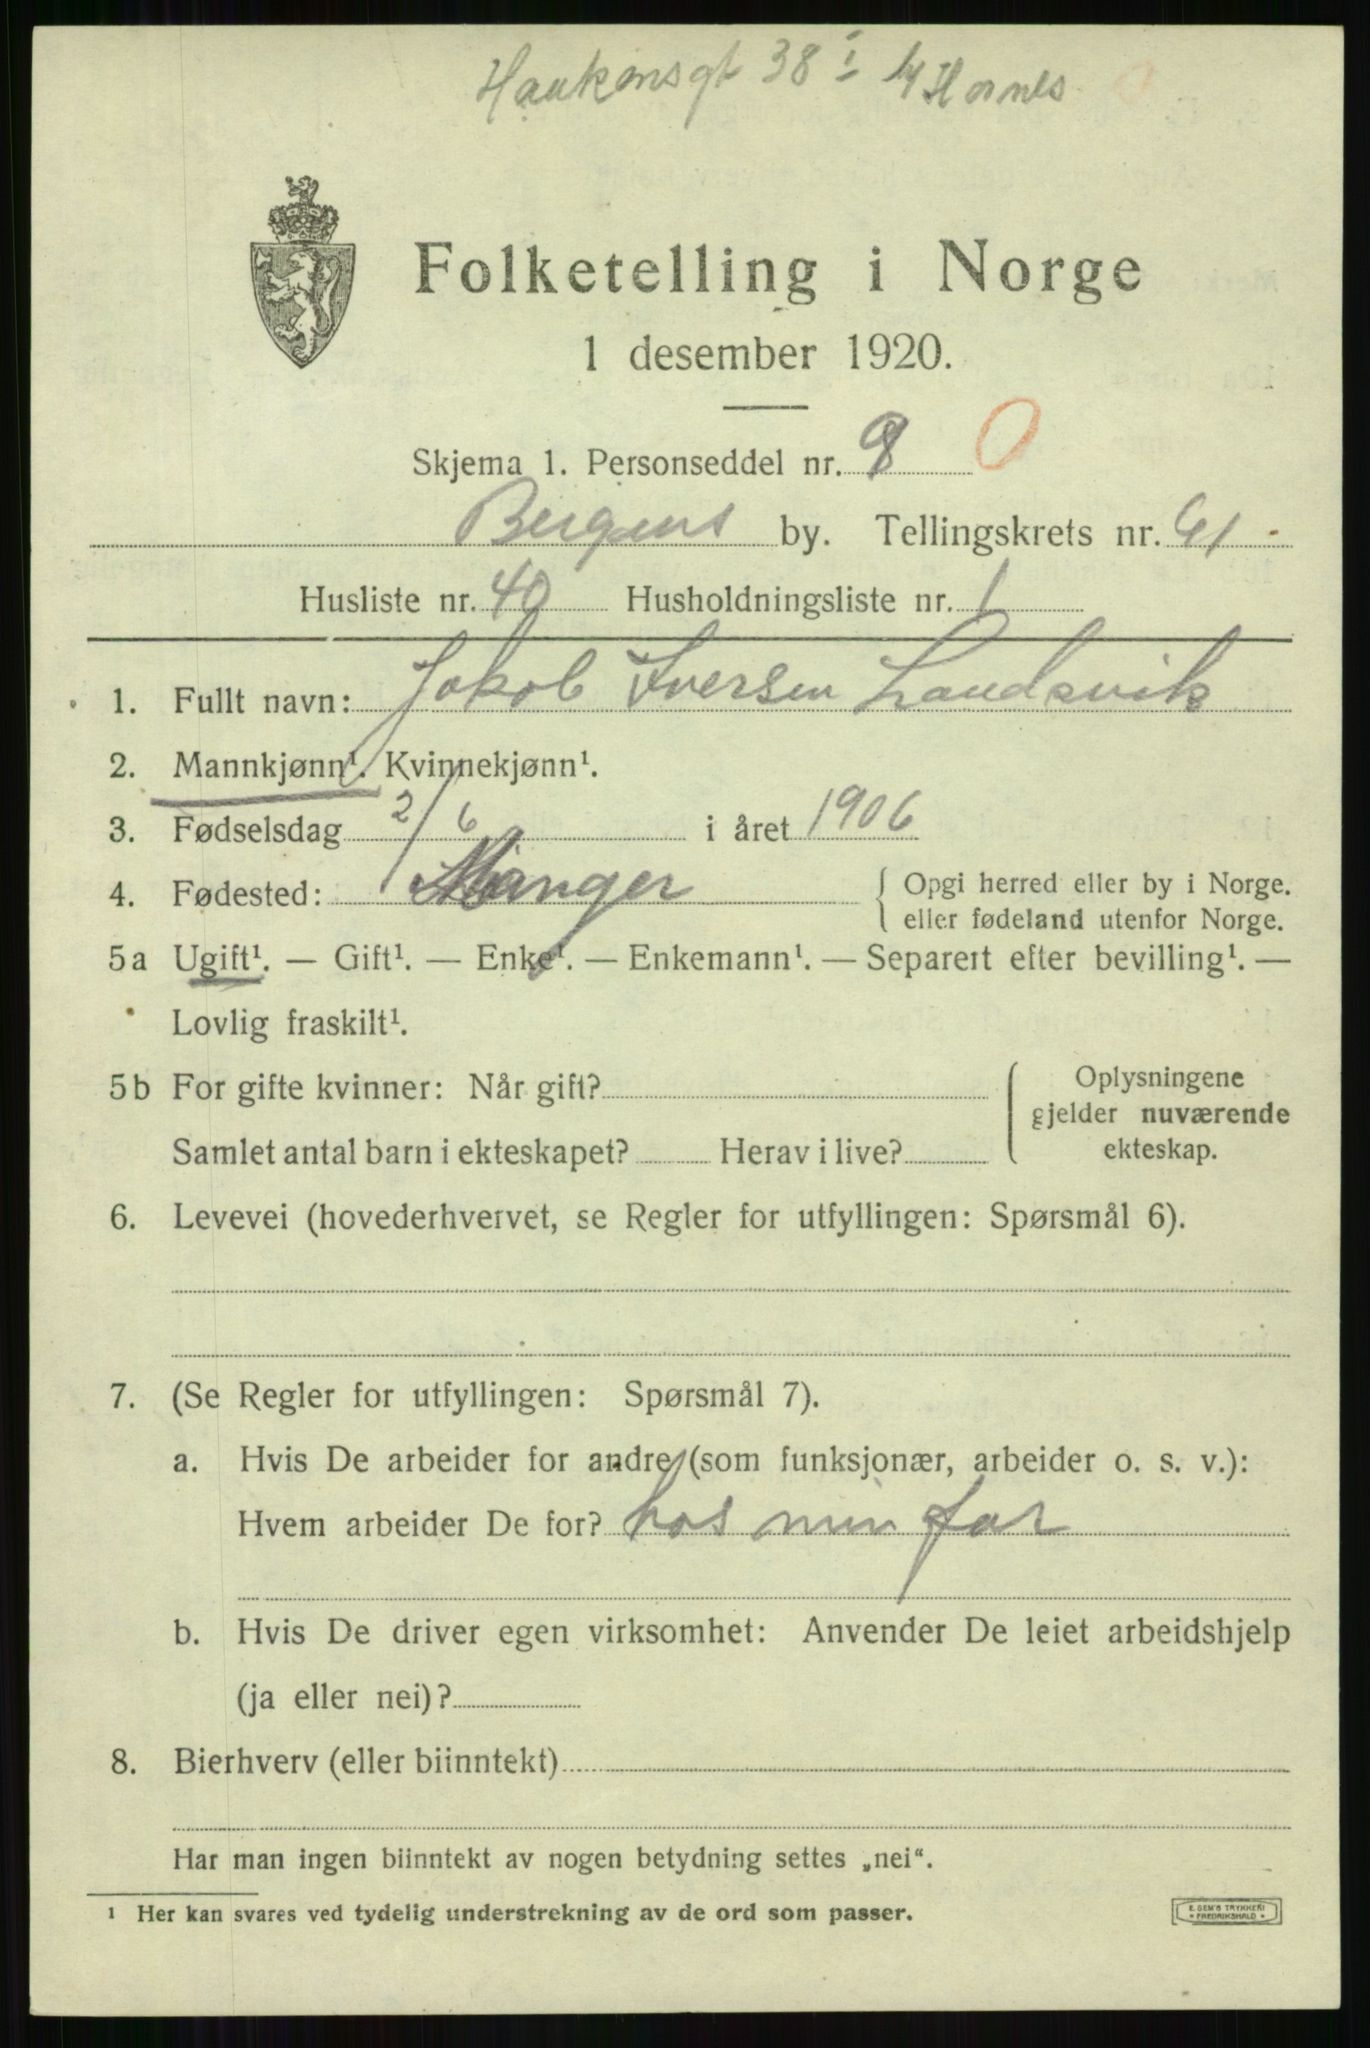 Haakonsgt 38 I Hornes
Folketelling i Norge
1 desember 1920.
Skjema 1. Personseddel nr. 9 0
Bergens by. Tellingskrets nr. 61
Husliste nr. 40 Husholdningsliste nr. 1
1. Fullt navn: Jakob Iversen Landsvik
2. Mannkjønn¹. Kvinnekjønn¹.
3. Fødselsdag 2/6 i året 1906
4. Fødested: Manger { Opgi herred eller by i Norge.
eller fødeland utenfor Norge.
5a Ugift¹. — Gift¹. — Enke¹. — Enkemann¹. — Separert efter bevilling¹. —
Lovlig fraskilt¹.
5b For gifte kvinner: Når gift?
Samlet antal barn i ekteskapet? Herav i live?
Oplysningene
gjelder nuværende
ekteskap.
6. Levevei (hovederhvervet, se Regler for utfyllingen: Spørsmål 6).
7. (Se Regler for utfyllingen: Spørsmål 7).
a. Hvis De arbeider for andre (som funksjonær, arbeider o. s. v.):
Hvem arbeider De for? hos min far
b. Hvis De driver egen virksomhet: Anvender De leiet arbeidshjelp
(ja eller nei)?
8. Bierhverv (eller biinntekt)
Har man ingen biinntekt av nogen betydning settes „nei“.
¹ Her kan svares ved tydelig understrekning av de ord som passer.
E. SEM'S TRYKKERI
* FREDRIKSHALD *